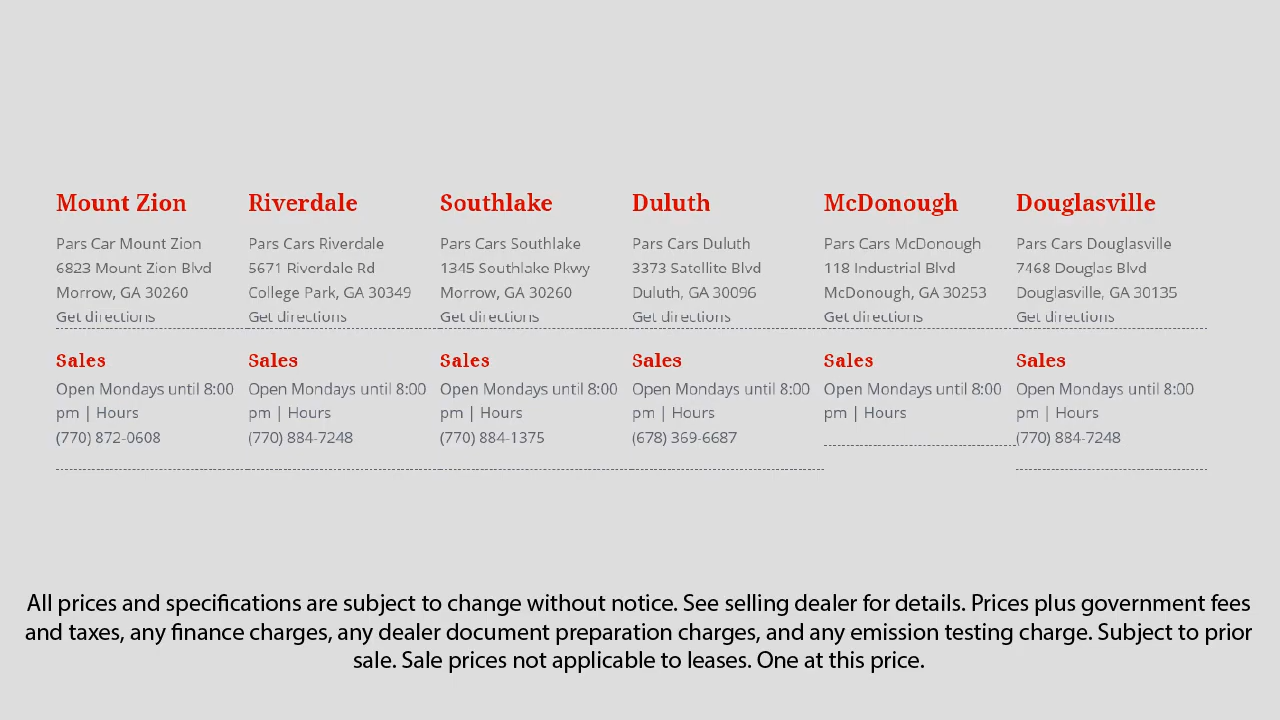 Mount Zion
Pars Car Mount Zion
6823 Mount Zion Blvd
Morrow, GA 30260
Get directions
Sales
Open Mondays until 8:00
pm | Hours
(770) 872-0608
Riverdale
Pars Cars Riverdale
5671 Riverdale Rd
College Park, GA 30349
Get directions
Sales
Open Mondays until 8:00
pm | Hours
(770) 884-7248
Southlake
Pars Cars Southlake
1345 Southlake Pkwy
Morrow, GA 30260
Get directions
Sales
Open Mondays until 8:00
pm | Hours
(770) 884-1375
Duluth
Pars Cars Duluth
3373 Satellite Blvd
Duluth, GA 30096
Get directions
Sales
Open Mondays until 8:00
pm | Hours
(678) 369-6687
McDonough
Pars Cars McDonough
118 Industrial Blvd
McDonough, GA 30253
Get directions
Sales
Open Mondays until 8:00
pm | Hours
Douglasville
Pars Cars Douglasville
7468 Douglas Blvd
Douglasville, GA 30135
Get directions
Sales
Open Mondays until 8:00
pm | Hours
(770) 884-7248
All prices and specifications are subject to change without notice. See selling dealer for details. Prices plus government fees
and taxes, any finance charges, any dealer document preparation charges, and any emission testing charge. Subject to prior
sale. Sale prices not applicable to leases. One at this price.